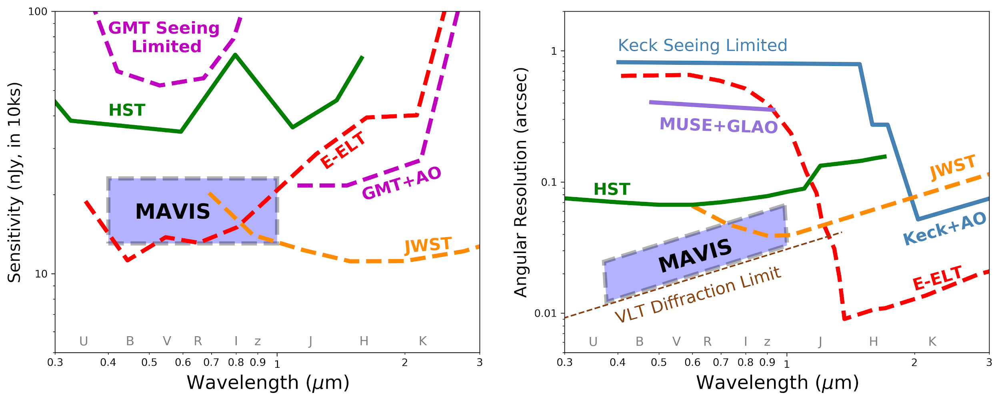 100
10
Sensitivity (nJy, in 10ks)
GMT Seeing
Limited
HST
MAVIS
E-ELT
GMT+AO
JWST
U B V R I z J H K
0.3 0.4 0.5 0.6 0.7 0.8 0.9 1 2 3
Wavelength (μm)
1
0.1
0.01
Angular Resolution (arcsec)
Keck Seeing Limited
MUSE+GLAO
HST
JWST
Keck+AO
MAVIS
VLT Diffraction Limit
E-ELT
U B V R I z J H K
0.3 0.4 0.5 0.6 0.7 0.8 0.9 1 2 3
Wavelength (μm)